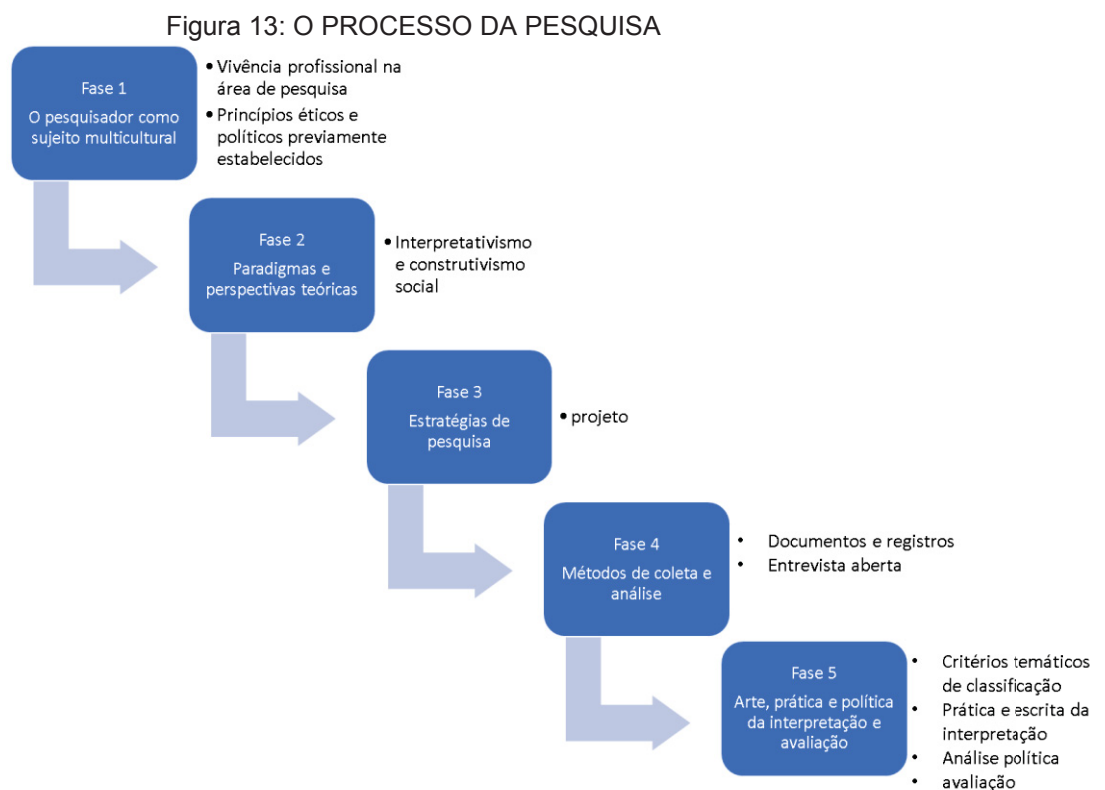 Figura 13: O PROCESSO DA PESQUISA
Fase 1
O pesquisador como
sujeito multicultural
• Vivência profissional na
área de pesquisa
• Princípios éticos e
políticos previamente
estabelecidos
Fase 2
Paradigmas e
perspectivas teóricas
• Interpretativismo
e construtivismo
social
Fase 3
Estratégias de
pesquisa
• projeto
Fase 4
Métodos de coleta e
análise
• Documentos e registros
• Entrevista aberta
Fase 5
Arte, prática e política
da interpretação e
avaliação
• Critérios temáticos
de classificação
• Prática e escrita da
interpretação
• Análise política
• avaliação